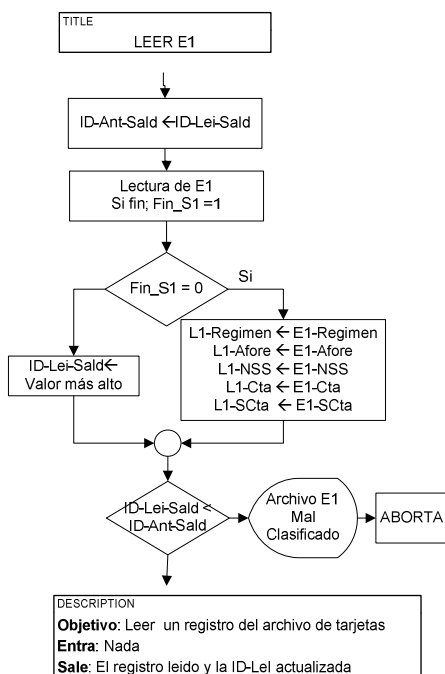 TITLE
LEER E1
ID-Ant-Sald ←ID-Lei-Sald
Lectura de E1
Si fin; Fin_S1 =1
Fin_S1 = 0
Si
L1-Regimen ← E1-Regimen
L1-Afore ← E1-Afore
L1-NSS ← E1-NSS
L1-Cta ← E1-Cta
L1-SCta ← E1-SCta
ID-Lei-Sald←
Valor más alto
ID-Lei-Sald <
ID-Ant-Sald
Archivo E1
Mal
Clasificado
ABORTA
DESCRIPTION
Objetivo: Leer un registro del archivo de tarjetas
Entra: Nada
Sale: El registro leido y la ID-LeI actualizada